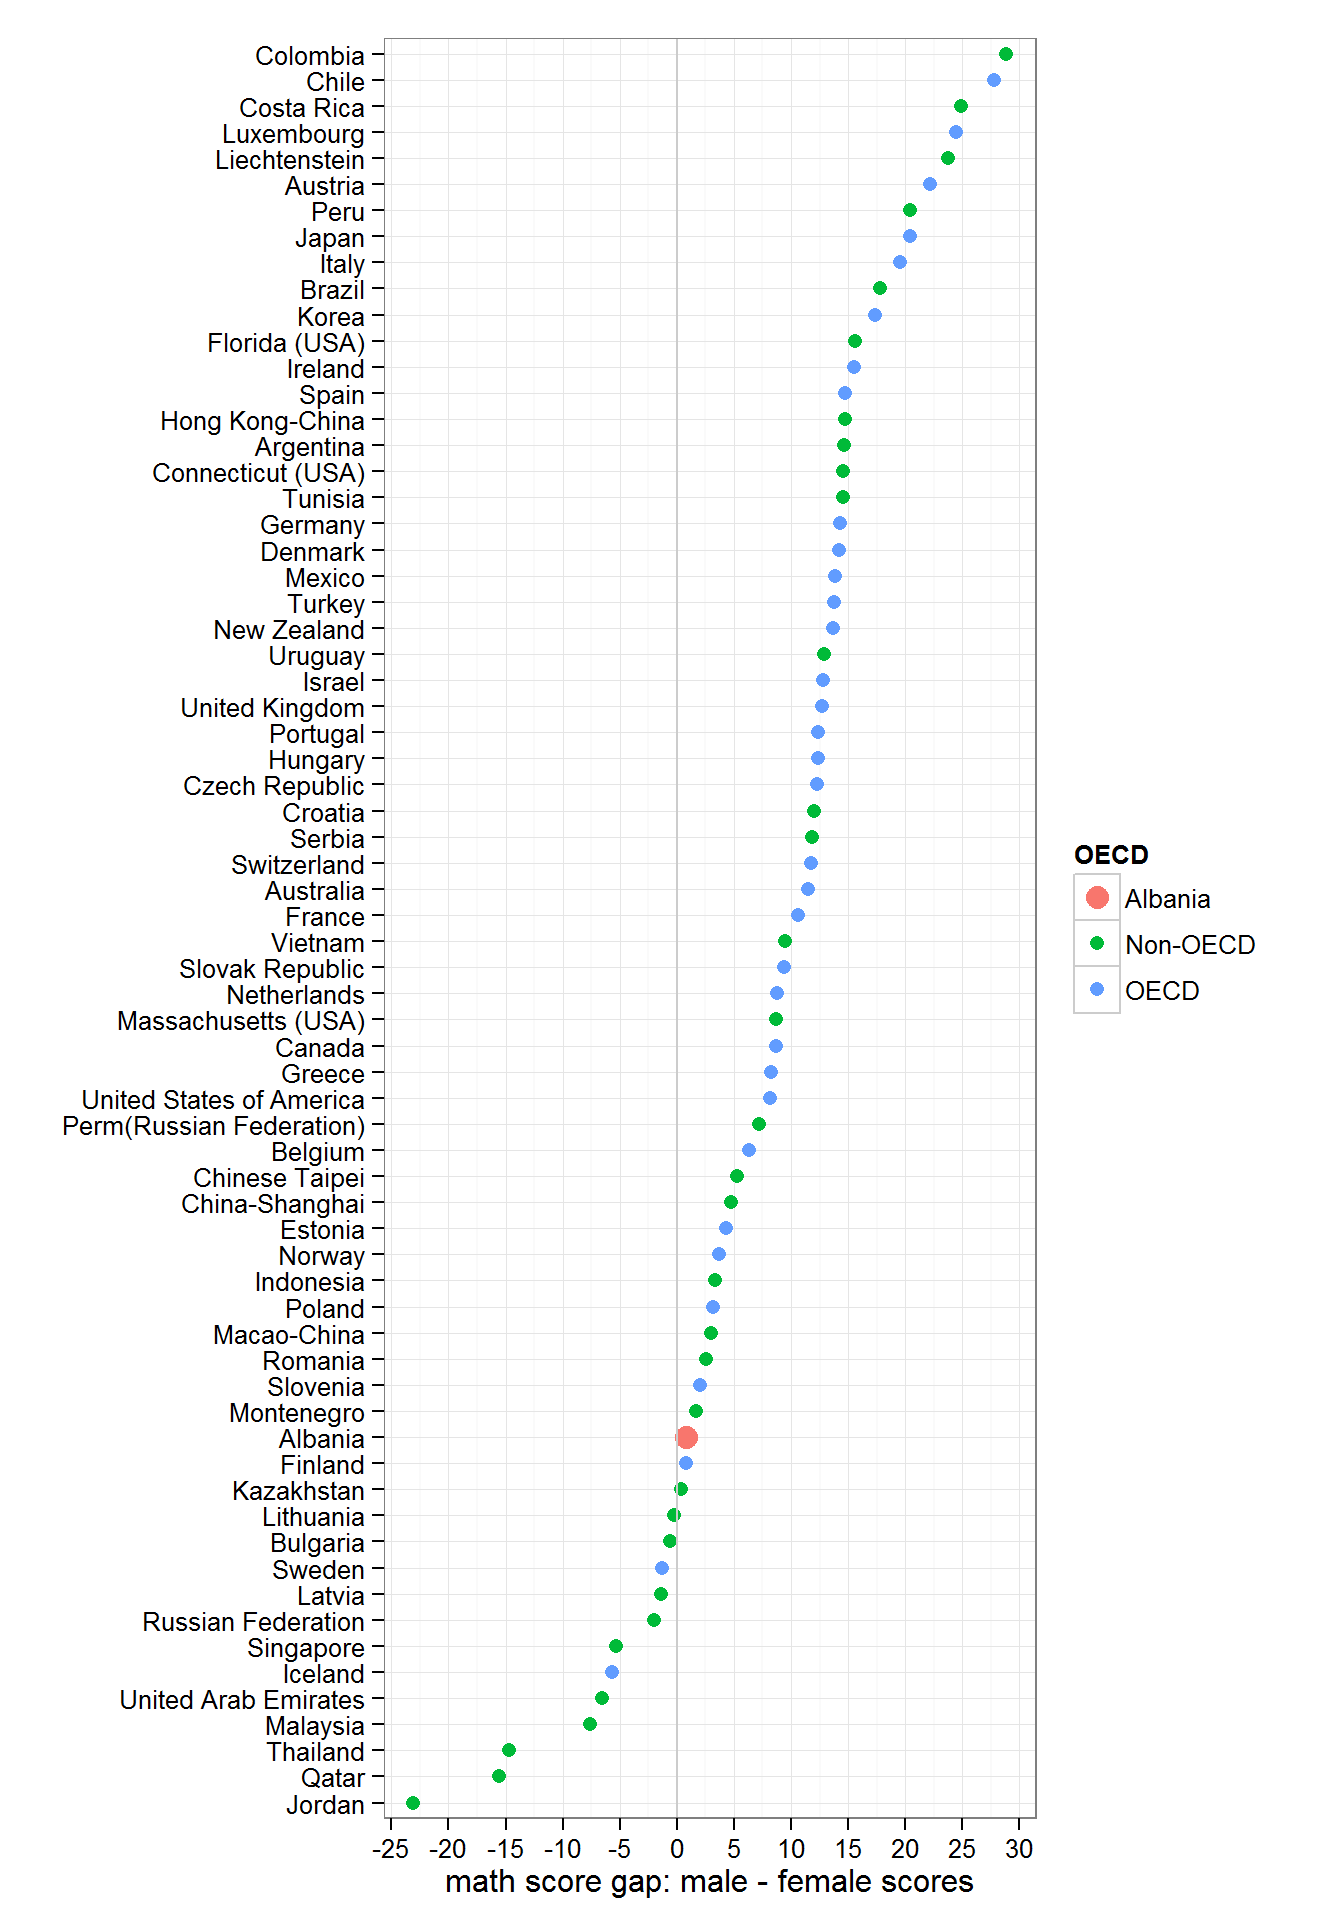 Colombia
Chile
Costa Rica
Luxembourg
Liechtenstein
Austria
Peru
Japan
Italy
Brazil
Korea
Florida (USA)
Ireland
Spain
Hong Kong-China
Argentina
Connecticut (USA)
Tunisia
Germany
Denmark
Mexico
Turkey
New Zealand
Uruguay
Israel
United Kingdom
Portugal
Hungary
Czech Republic
Croatia
Serbia
Switzerland
Australia
France
Vietnam
Slovak Republic
Netherlands
Massachusetts (USA)
Canada
Greece
United States of America
Perm(Russian Federation)
Belgium
Chinese Taipei
China-Shanghai
Estonia
Norway
Indonesia
Poland
Macao-China
Romania
Slovenia
Montenegro
Albania
Finland
Kazakhstan
Lithuania
Bulgaria
Sweden
Latvia
Russian Federation
Singapore
Iceland
United Arab Emirates
Malaysia
Thailand
Qatar
Jordan
-25 -20 -15 -10 -5 0 5 10 15 20 25 30
math score gap: male - female scores
OECD
Albania
Non-OECD
OECD